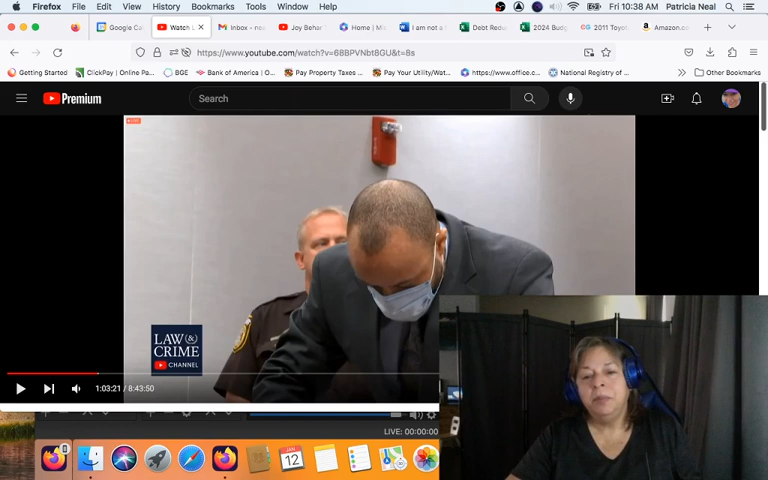 Firefox File Edit View History Bookmarks Tools Window Help Fri 10:38 AM Patricia Neal
Google Ca Watch L Inbox – no Joy Behar Home | Mi I am not a Debt Redu 2024 Budg 2011 Toyo Amazon.co
https://www.youtube.com/watch?v=68BPVNbt8GU&t=8s
Getting Started ClickPay | Online Pa... BGE Bank of America | O... Pay Property Taxes ... Pay Your Utility/Wat... https://www.office.c... National Registry of ... Other Bookmarks
Premium Search
LAW&
CRIME
CHANNEL
1:03:21 / 8:43:50
LIVE: 00:00:00
JAN
12